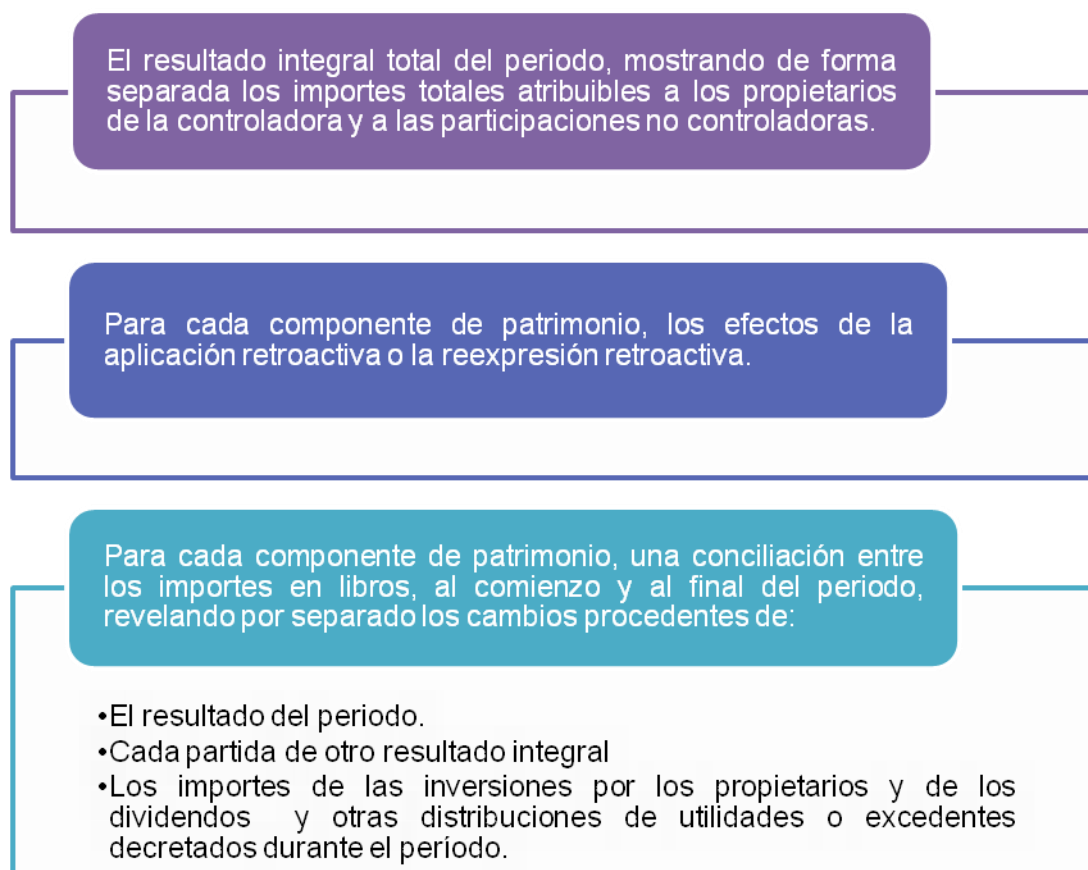 El resultado integral total del periodo, mostrando de forma
separada los importes totales atribuibles a los propietarios
de la controladora y a las participaciones no controladoras.
Para cada componente de patrimonio, los efectos de la
aplicación retroactiva o la reexpresión retroactiva.
Para cada componente de patrimonio, una conciliación entre
los importes en libros, al comienzo y al final del periodo,
revelando por separado los cambios procedentes de:
•El resultado del periodo.
•Cada partida de otro resultado integral
•Los importes de las inversiones por los propietarios y de los
dividendos y otras distribuciones de utilidades o excedentes
decretados durante el período.